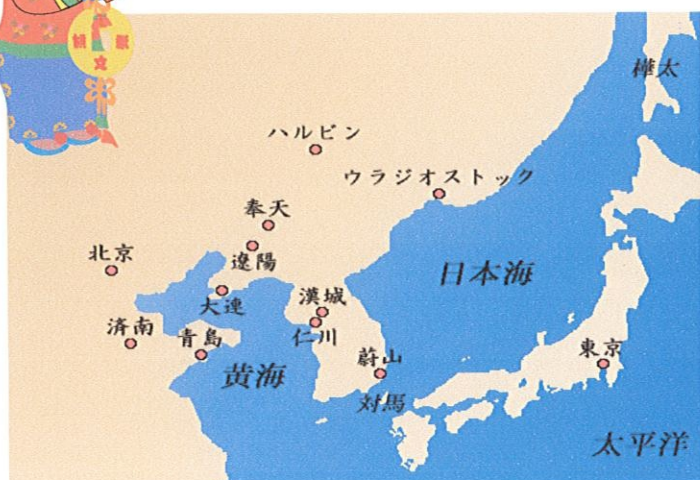 樺太
ハルビン
ウラジオストック
奉天
遼陽
北京
日本海
大連
漢城
済南
青島
仁川
東京
蔚山
黄海
対馬
太平洋